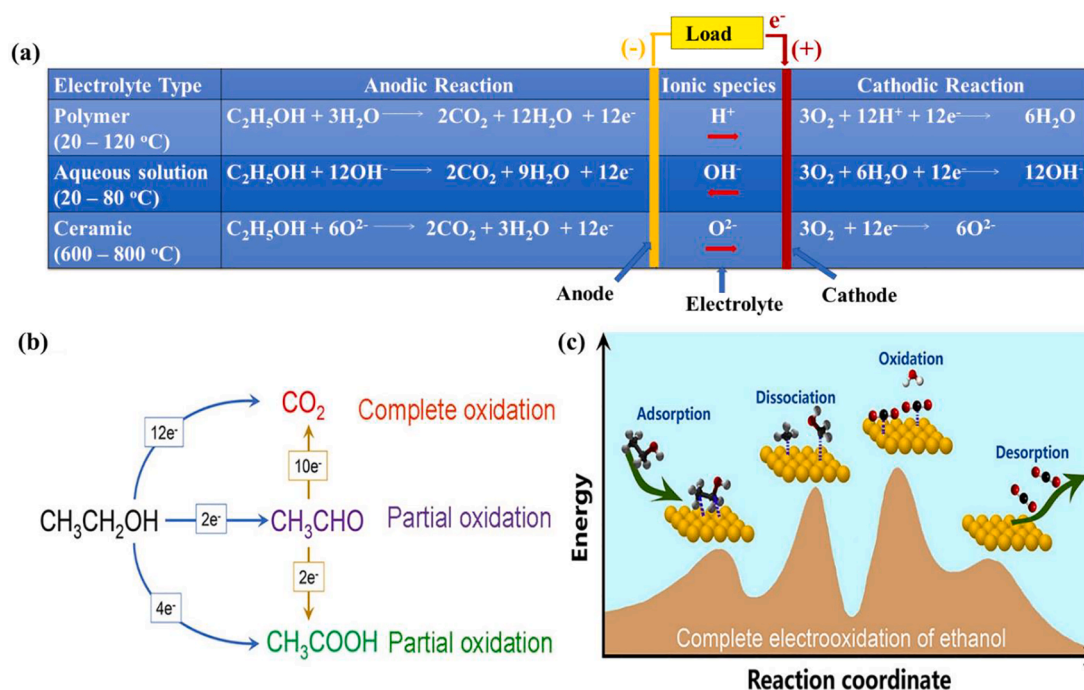 (a)
Load
e⁻
(-)
(+)
Electrolyte Type Anodic Reaction Ionic species Cathodic Reaction
Polymer
(20 – 120 °C)
C₂H₅OH + 3H₂O → 2CO₂ + 12H₂O + 12e⁻ H⁺ 3O₂ + 12H⁺ + 12e⁻ → 6H₂O
Aqueous solution
(20 – 80 °C)
C₂H₅OH + 12OH⁻ → 2CO₂ + 9H₂O + 12e⁻ OH⁻ 3O₂ + 6H₂O + 12e⁻ → 12OH⁻
Ceramic
(600 – 800 °C)
C₂H₅OH + 6O²⁻ → 2CO₂ + 3H₂O + 12e⁻ O²⁻ 3O₂ + 12e⁻ → 6O²⁻
Anode
Electrolyte
Cathode
(b)
CO₂ Complete oxidation
12e⁻
10e⁻
CH₃CH₂OH 2e⁻ CH₃CHO Partial oxidation
2e⁻
4e⁻
CH₃COOH Partial oxidation
(c)
Energy
Adsorption
Dissociation
Oxidation
Desorption
Complete electrooxidation of ethanol
Reaction coordinate